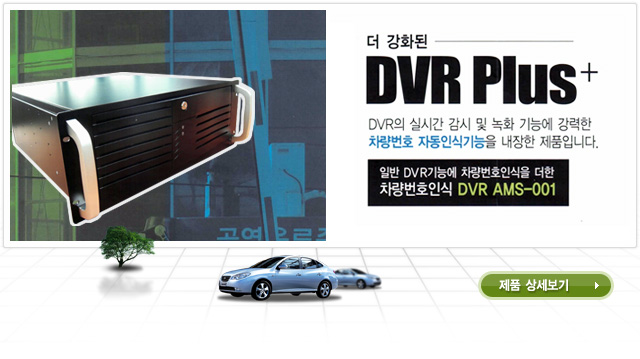 더 강화된
DVR Plus+
DVR의 실시간 감시 및 녹화 기능에 강력한
차량번호 자동인식기능을 내장한 제품입니다.
일반 DVR기능에 차량번호인식을 더한
차량번호인식 DVR AMS-001
제품 상세보기